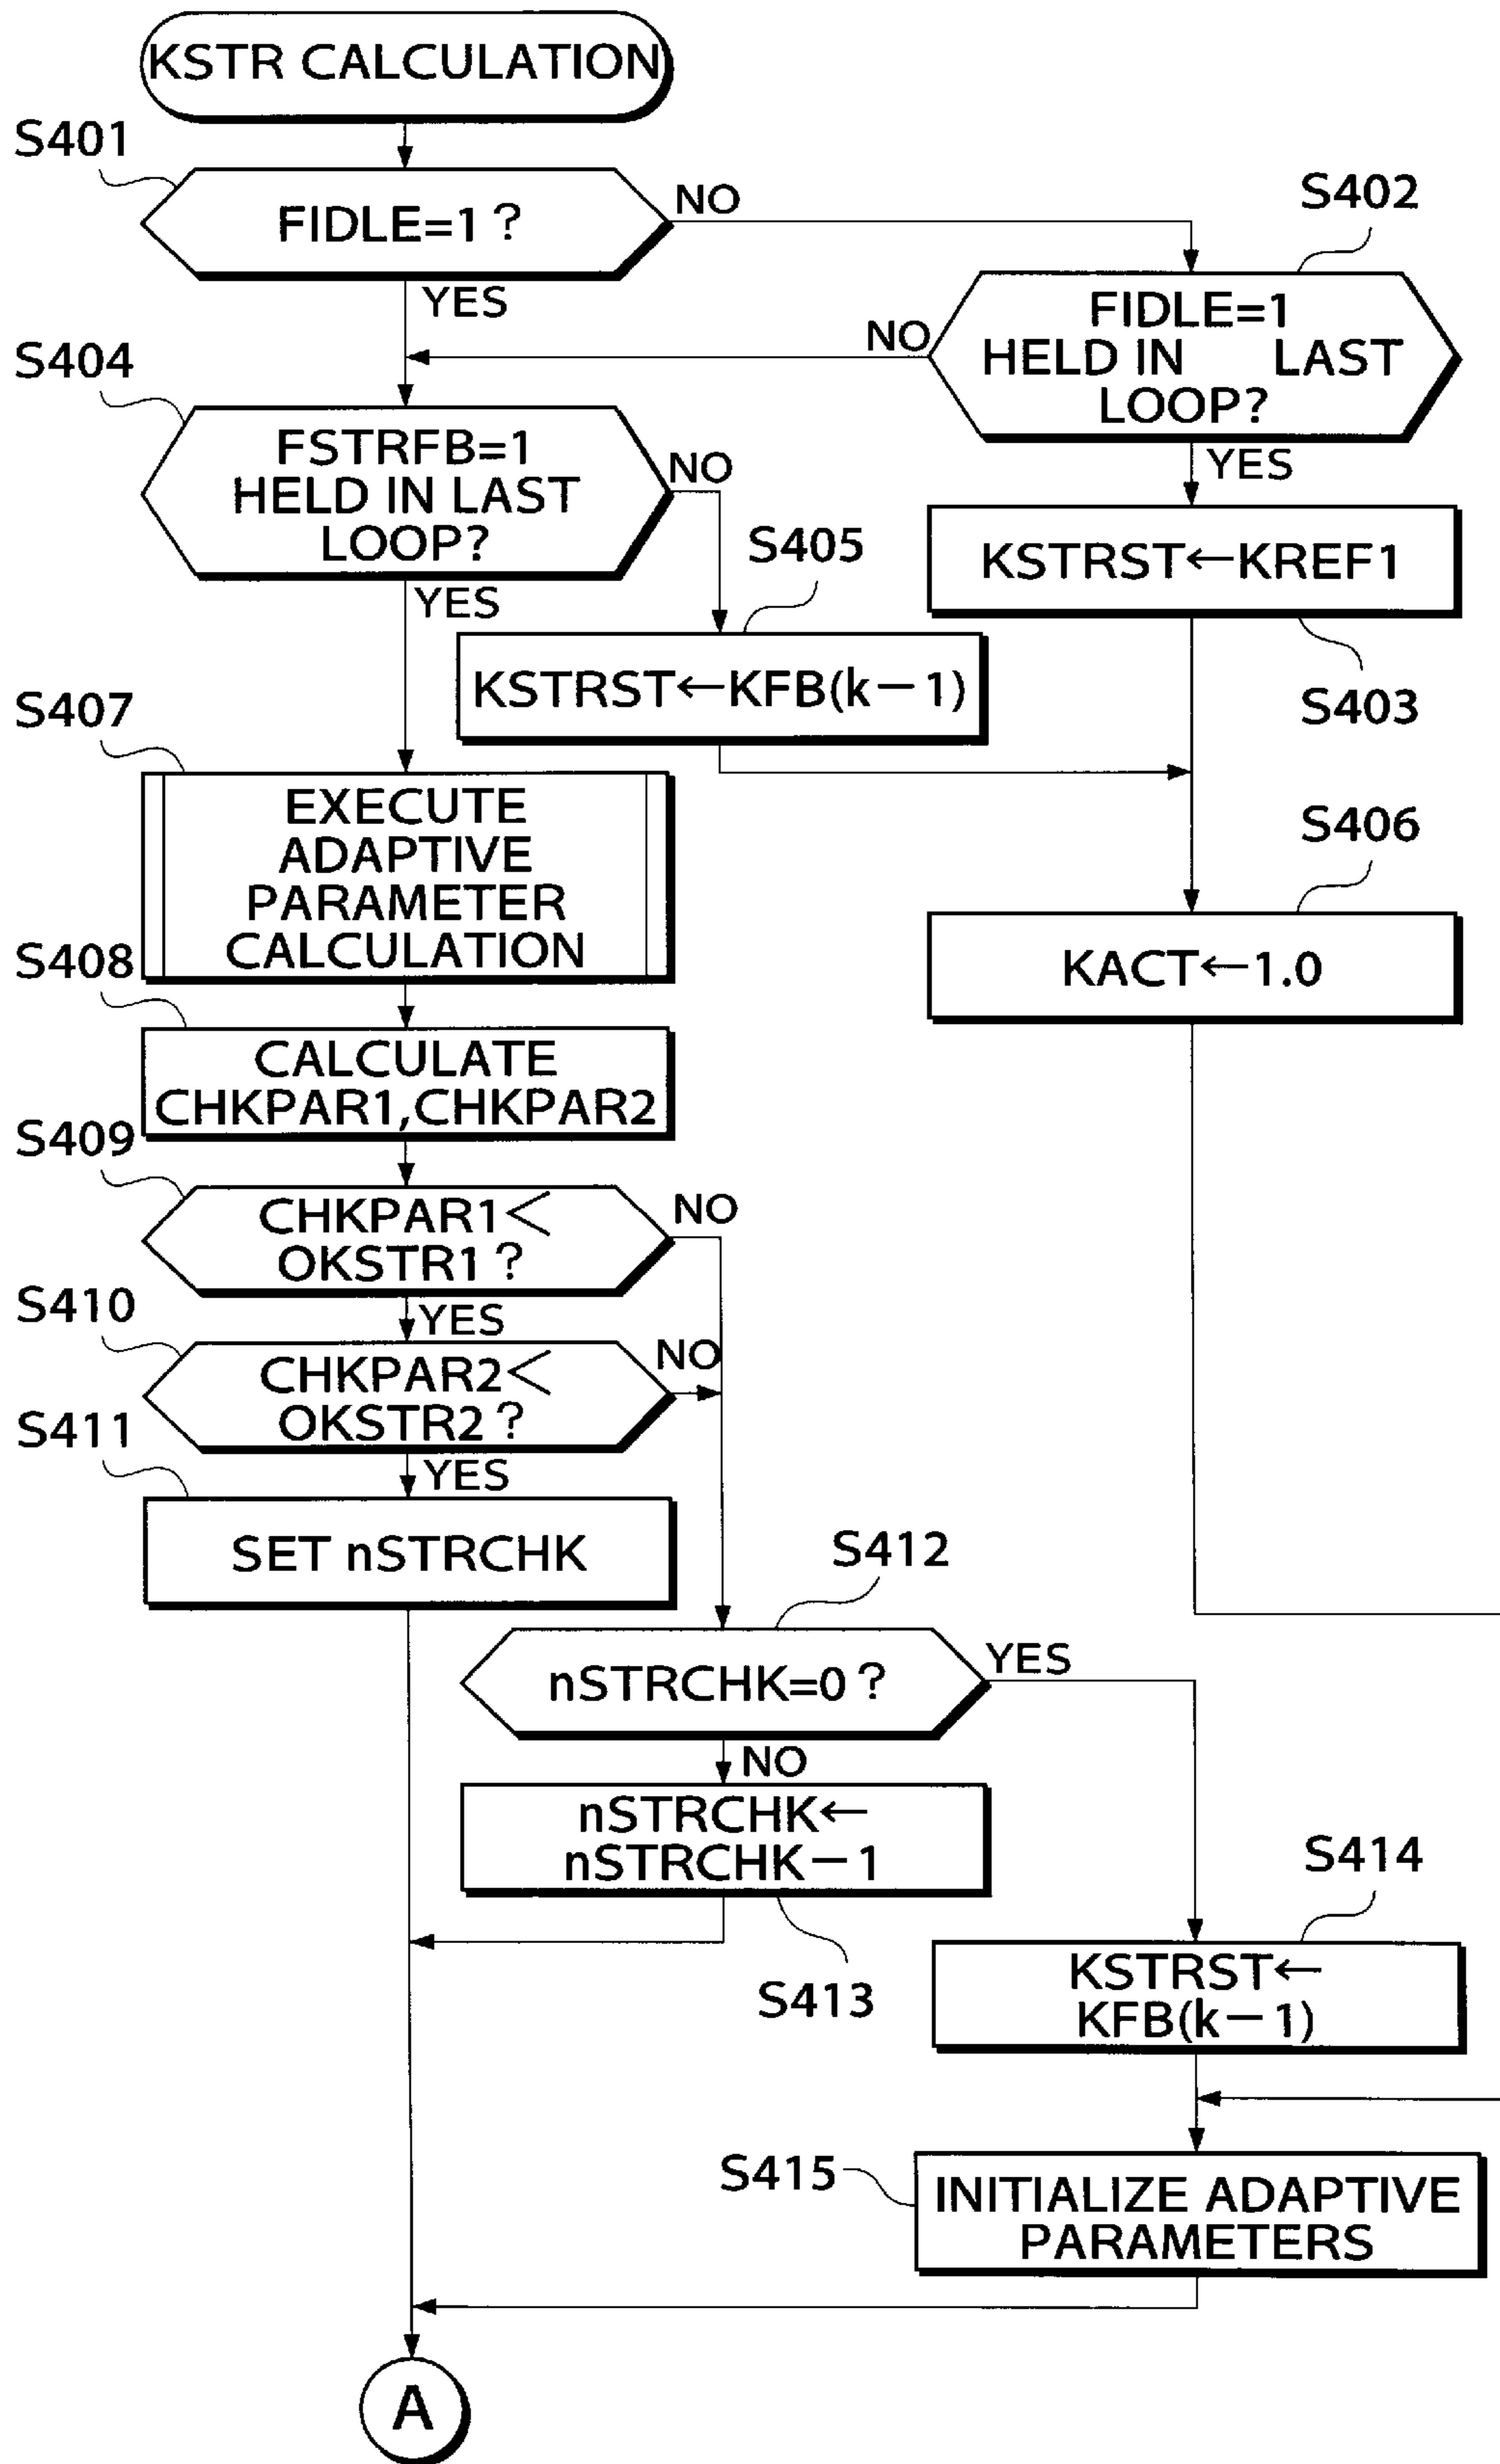 KSTR CALCULATION
S401
FIDLE=1?
NO
YES
S402
FIDLE=1
HELD IN LAST
LOOP?
NO
YES
S403
KSTRST←KREF1
S404
FSTRFB=1
HELD IN LAST
LOOP?
NO
YES
S405
KSTRST←KFB(k−1)
S406
KACT←1.0
S407
EXECUTE
ADAPTIVE
PARAMETER
CALCULATION
S408
CALCULATE
CHKPAR1,CHKPAR2
S409
CHKPAR1<
OKSTR1?
NO
YES
S410
CHKPAR2<
OKSTR2?
NO
YES
S411
SET nSTRCHK
S412
nSTRCHK=0?
YES
NO
nSTRCHK←
nSTRCHK−1
S413
S414
KSTRST←
KFB(k−1)
S415
INITIALIZE ADAPTIVE
PARAMETERS
A